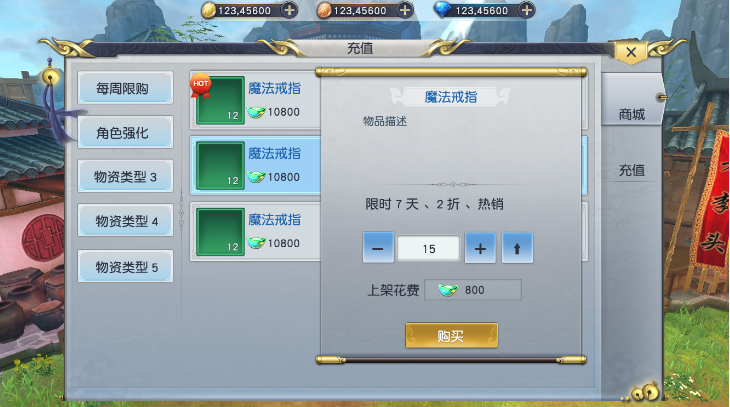 123,45600 +
123,45600 +
123,45600 +
充值
每周限购
角色强化
物资类型 3
物资类型 4
物资类型 5
HOT
12
魔法戒指
10800
12
魔法戒指
10800
12
魔法戒指
10800
魔法戒指
物品描述
限时 7 天 、2 折 、热销
15
上架花费
800
购买
商城
充值
李
头